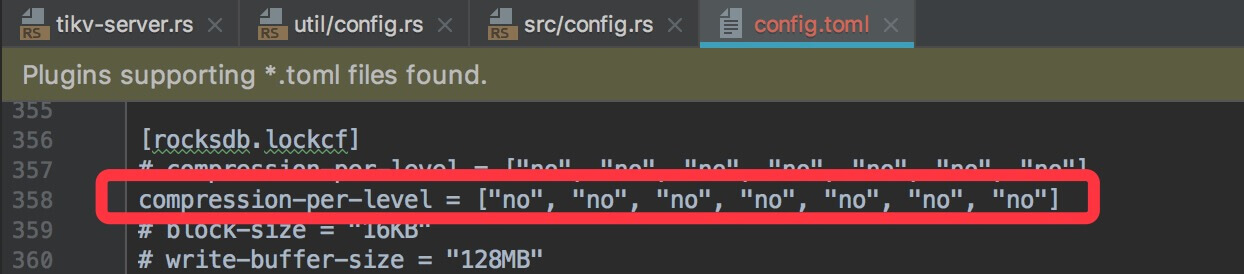 RS tikv-server.rs × RS util/config.rs × RS src/config.rs × config.toml ×
Plugins supporting *.toml files found.
355
356 [rocksdb.lockcf]
357 # compression-per-level = ["no", "no", "no", "no", "no", "no", "no"]
358 compression-per-level = ["no", "no", "no", "no", "no", "no", "no"]
359 # block-size = "16KB"
360 # write-buffer-size = "128MB"